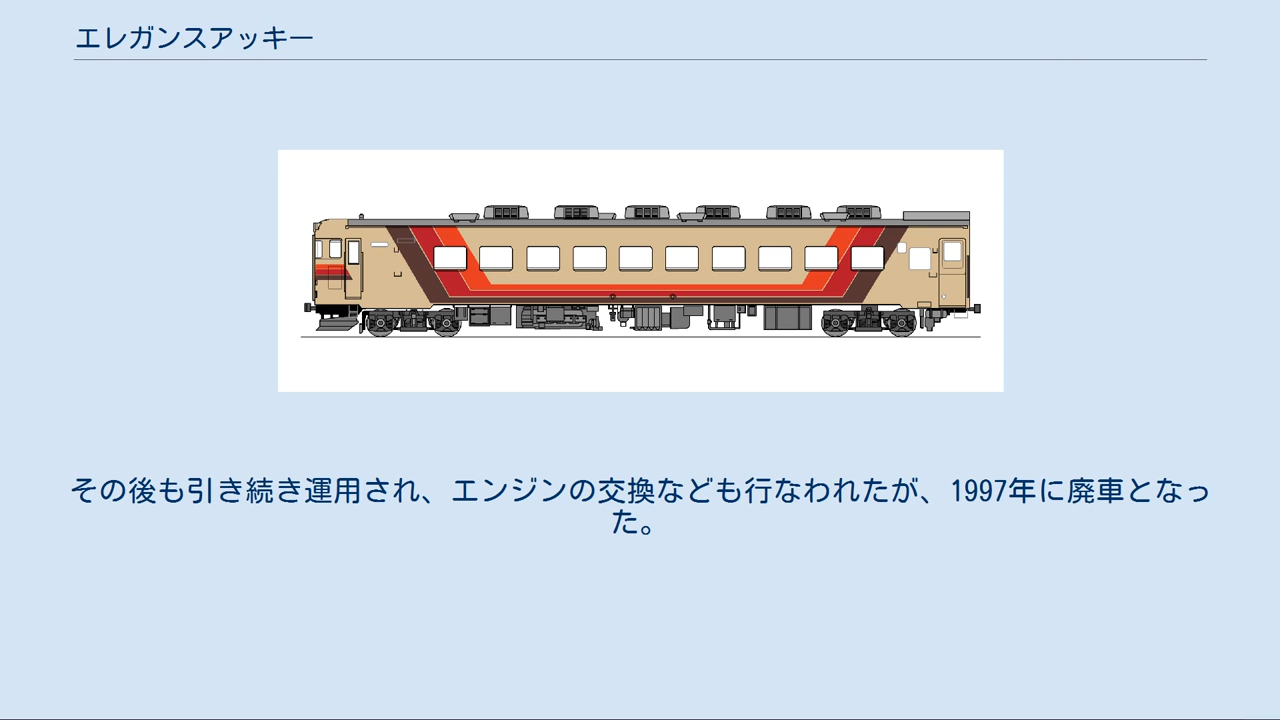 エレガンスアッキー
その後も引き続き運用され、エンジンの交換なども行なわれたが、1997年に廃車となっ
た。